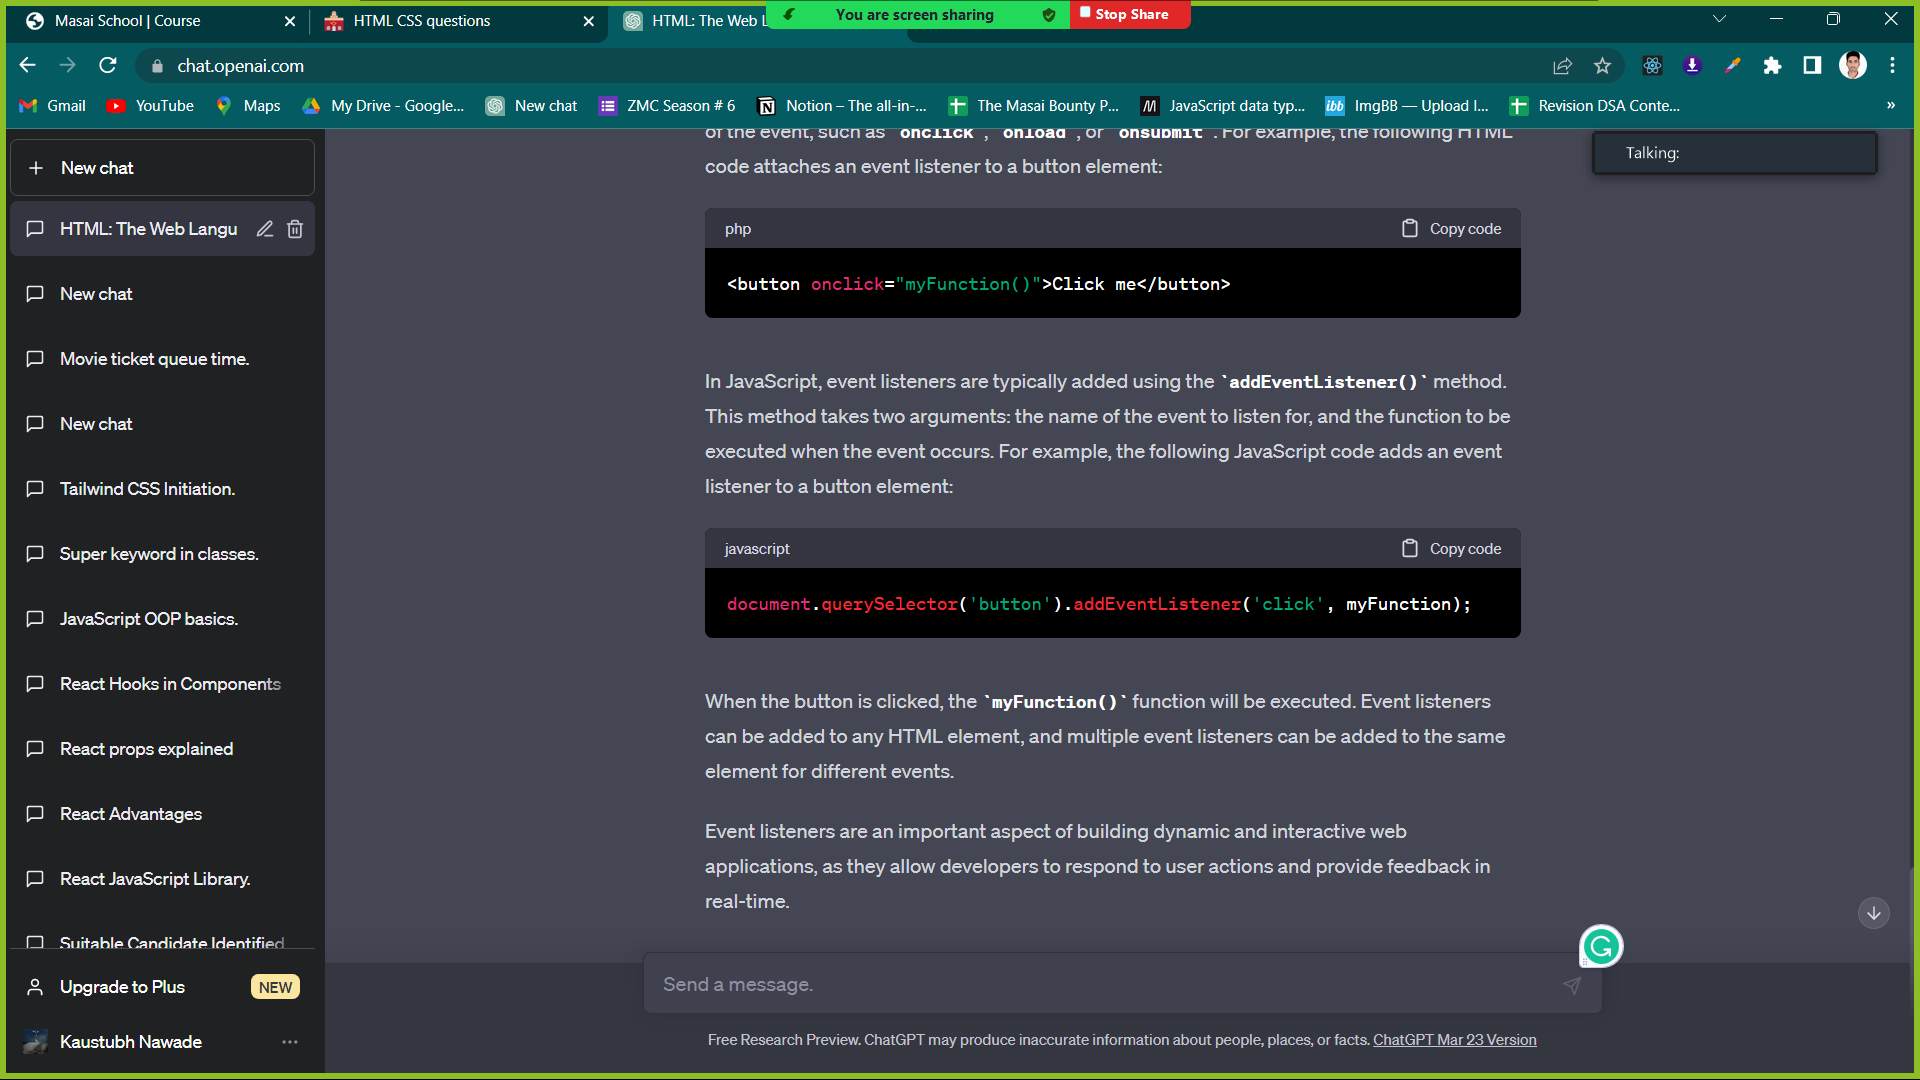 Masai School | Course
HTML CSS questions
HTML: The Web L
You are screen sharing
Stop Share
chat.openai.com
Gmail
YouTube
Maps
My Drive - Google...
New chat
ZMC Season # 6
Notion – The all-in-...
The Masai Bounty P...
JavaScript data typ...
ImgBB — Upload I...
Revision DSA Conte...
»
New chat
HTML: The Web Langu
New chat
Movie ticket queue time.
New chat
Tailwind CSS Initiation.
Super keyword in classes.
JavaScript OOP basics.
React Hooks in Components
React props explained
React Advantages
React JavaScript Library.
Suitable Candidate Identified
Upgrade to Plus
NEW
Kaustubh Nawade
of the event, such as `onclick`, `onload`, or `onsubmit`. For example, the following HTML
code attaches an event listener to a button element:
php
Copy code
<button onclick="myFunction()">Click me</button>
In JavaScript, event listeners are typically added using the `addEventListener()` method.
This method takes two arguments: the name of the event to listen for, and the function to be
executed when the event occurs. For example, the following JavaScript code adds an event
listener to a button element:
javascript
Copy code
document.querySelector('button').addEventListener('click', myFunction);
When the button is clicked, the `myFunction()` function will be executed. Event listeners
can be added to any HTML element, and multiple event listeners can be added to the same
element for different events.
Event listeners are an important aspect of building dynamic and interactive web
applications, as they allow developers to respond to user actions and provide feedback in
real-time.
Talking:
Send a message.
Free Research Preview. ChatGPT may produce inaccurate information about people, places, or facts. ChatGPT Mar 23 Version